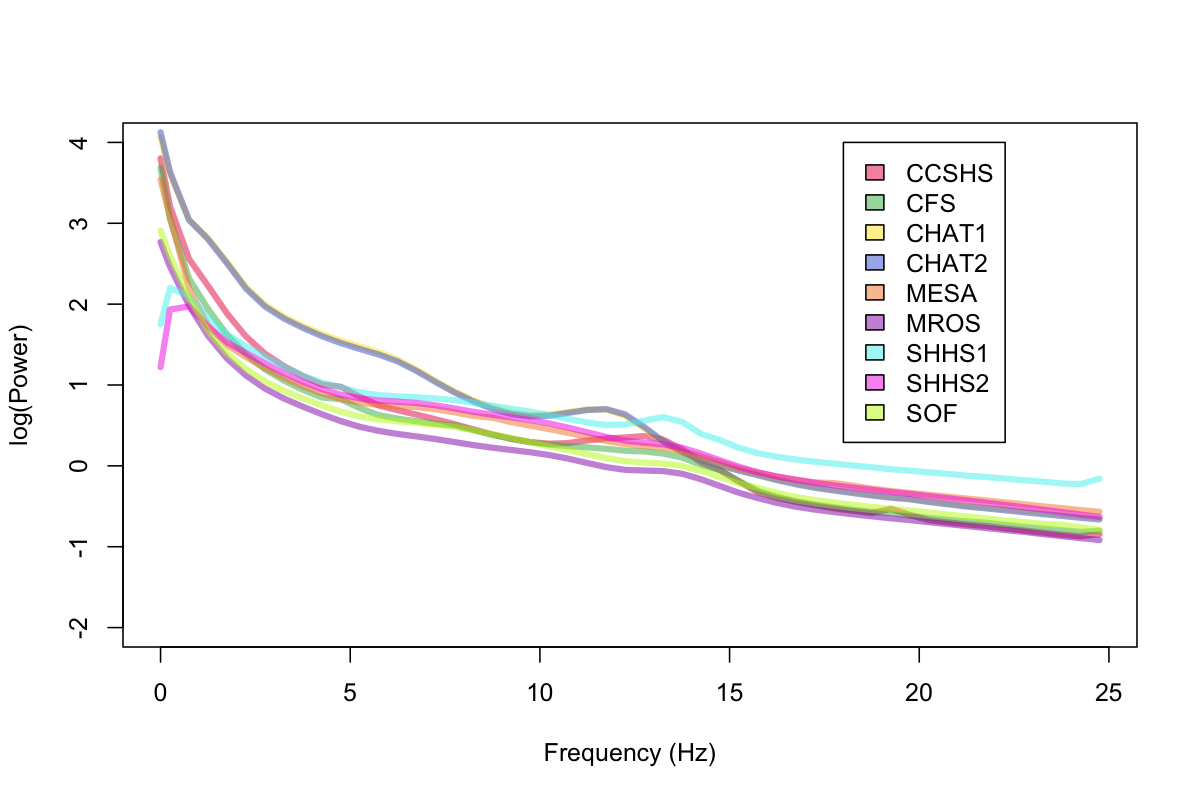 log(Power)
4
3
2
1
0
-1
-2
CCSHS
CFS
CHAT1
CHAT2
MESA
MROS
SHHS1
SHHS2
SOF
0 5 10 15 20 25
Frequency (Hz)